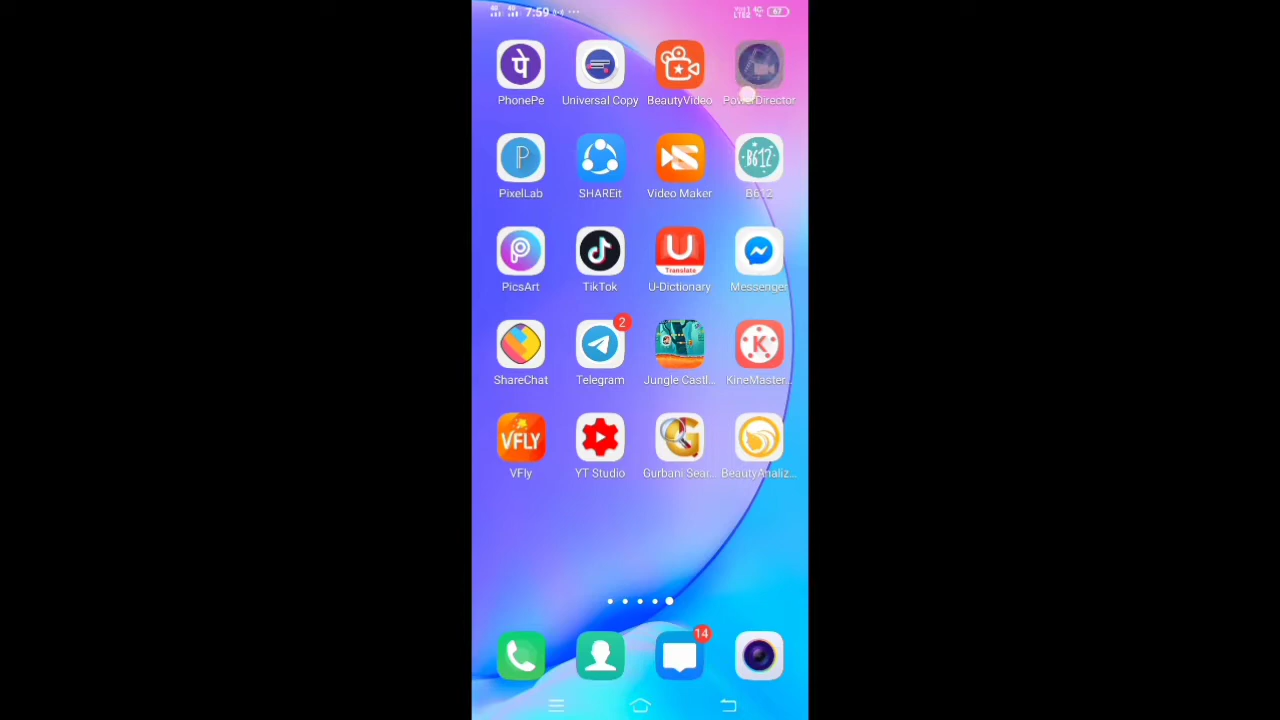 7:59
67
पे
PhonePe
Universal Copy
BeautyVideo
PowerDirector
P
B612
PixelLab
SHAREit
Video Maker
B612
U
Translate
PicsArt
TikTok
U-Dictionary
Messenger
2
K
ShareChat
Telegram
Jungle Castl...
KineMaster...
VFLY
G
VFly
YT Studio
Gurbani Sear...
BeautyAnaliz...
14